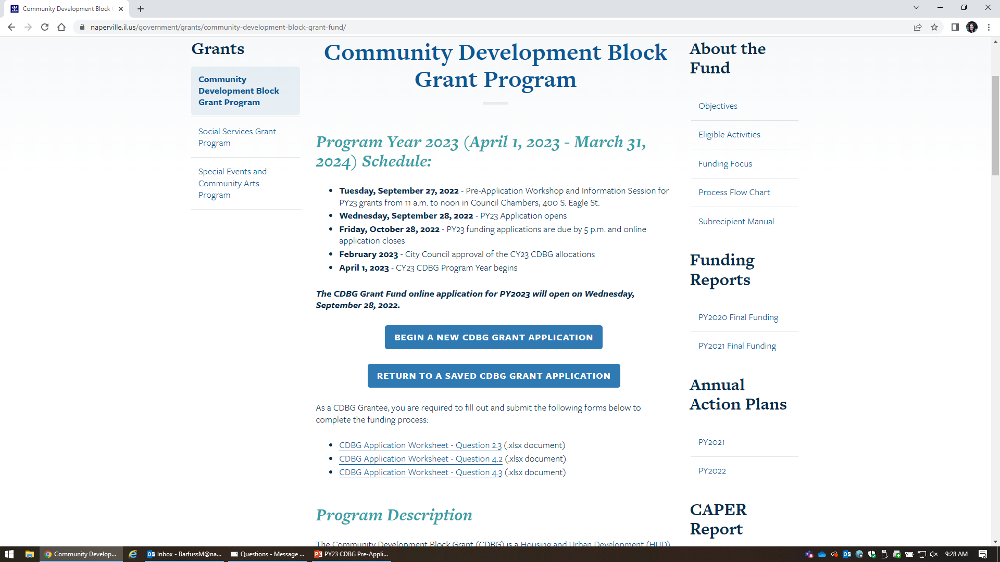 Community Development Block
naperville.il.us/government/grants/community-development-block-grant-fund/
Grants
Community
Development Block
Grant Program
Social Services Grant
Program
Special Events and
Community Arts
Program
Community Development Block
Grant Program
Program Year 2023 (April 1, 2023 - March 31,
2024) Schedule:
Tuesday, September 27, 2022 - Pre-Application Workshop and Information Session for
PY23 grants from 11 a.m. to noon in Council Chambers, 400 S. Eagle St.
Wednesday, September 28, 2022 - PY23 Application opens
Friday, October 28, 2022 - PY23 funding applications are due by 5 p.m. and online
application closes
February 2023 - City Council approval of the CY23 CDBG allocations
April 1, 2023 - CY23 CDBG Program Year begins
The CDBG Grant Fund online application for PY2023 will open on Wednesday,
September 28, 2022.
BEGIN A NEW CDBG GRANT APPLICATION
RETURN TO A SAVED CDBG GRANT APPLICATION
As a CDBG Grantee, you are required to fill out and submit the following forms below to
complete the funding process:
CDBG Application Worksheet - Question 2.3 (.xlsx document)
CDBG Application Worksheet - Question 4.2 (.xlsx document)
CDBG Application Worksheet - Question 4.3 (.xlsx document)
Program Description
The Community Development Block Grant (CDBG) is a Housing and Urban Development (HUD)
About the
Fund
Objectives
Eligible Activities
Funding Focus
Process Flow Chart
Subrecipient Manual
Funding
Reports
PY2020 Final Funding
PY2021 Final Funding
Annual
Action Plans
PY2021
PY2022
CAPER
Report
Community Develop...
Inbox - BarfussM@na...
Questions - Message ...
PY23 CDBG Pre-Appli...
9:28 AM